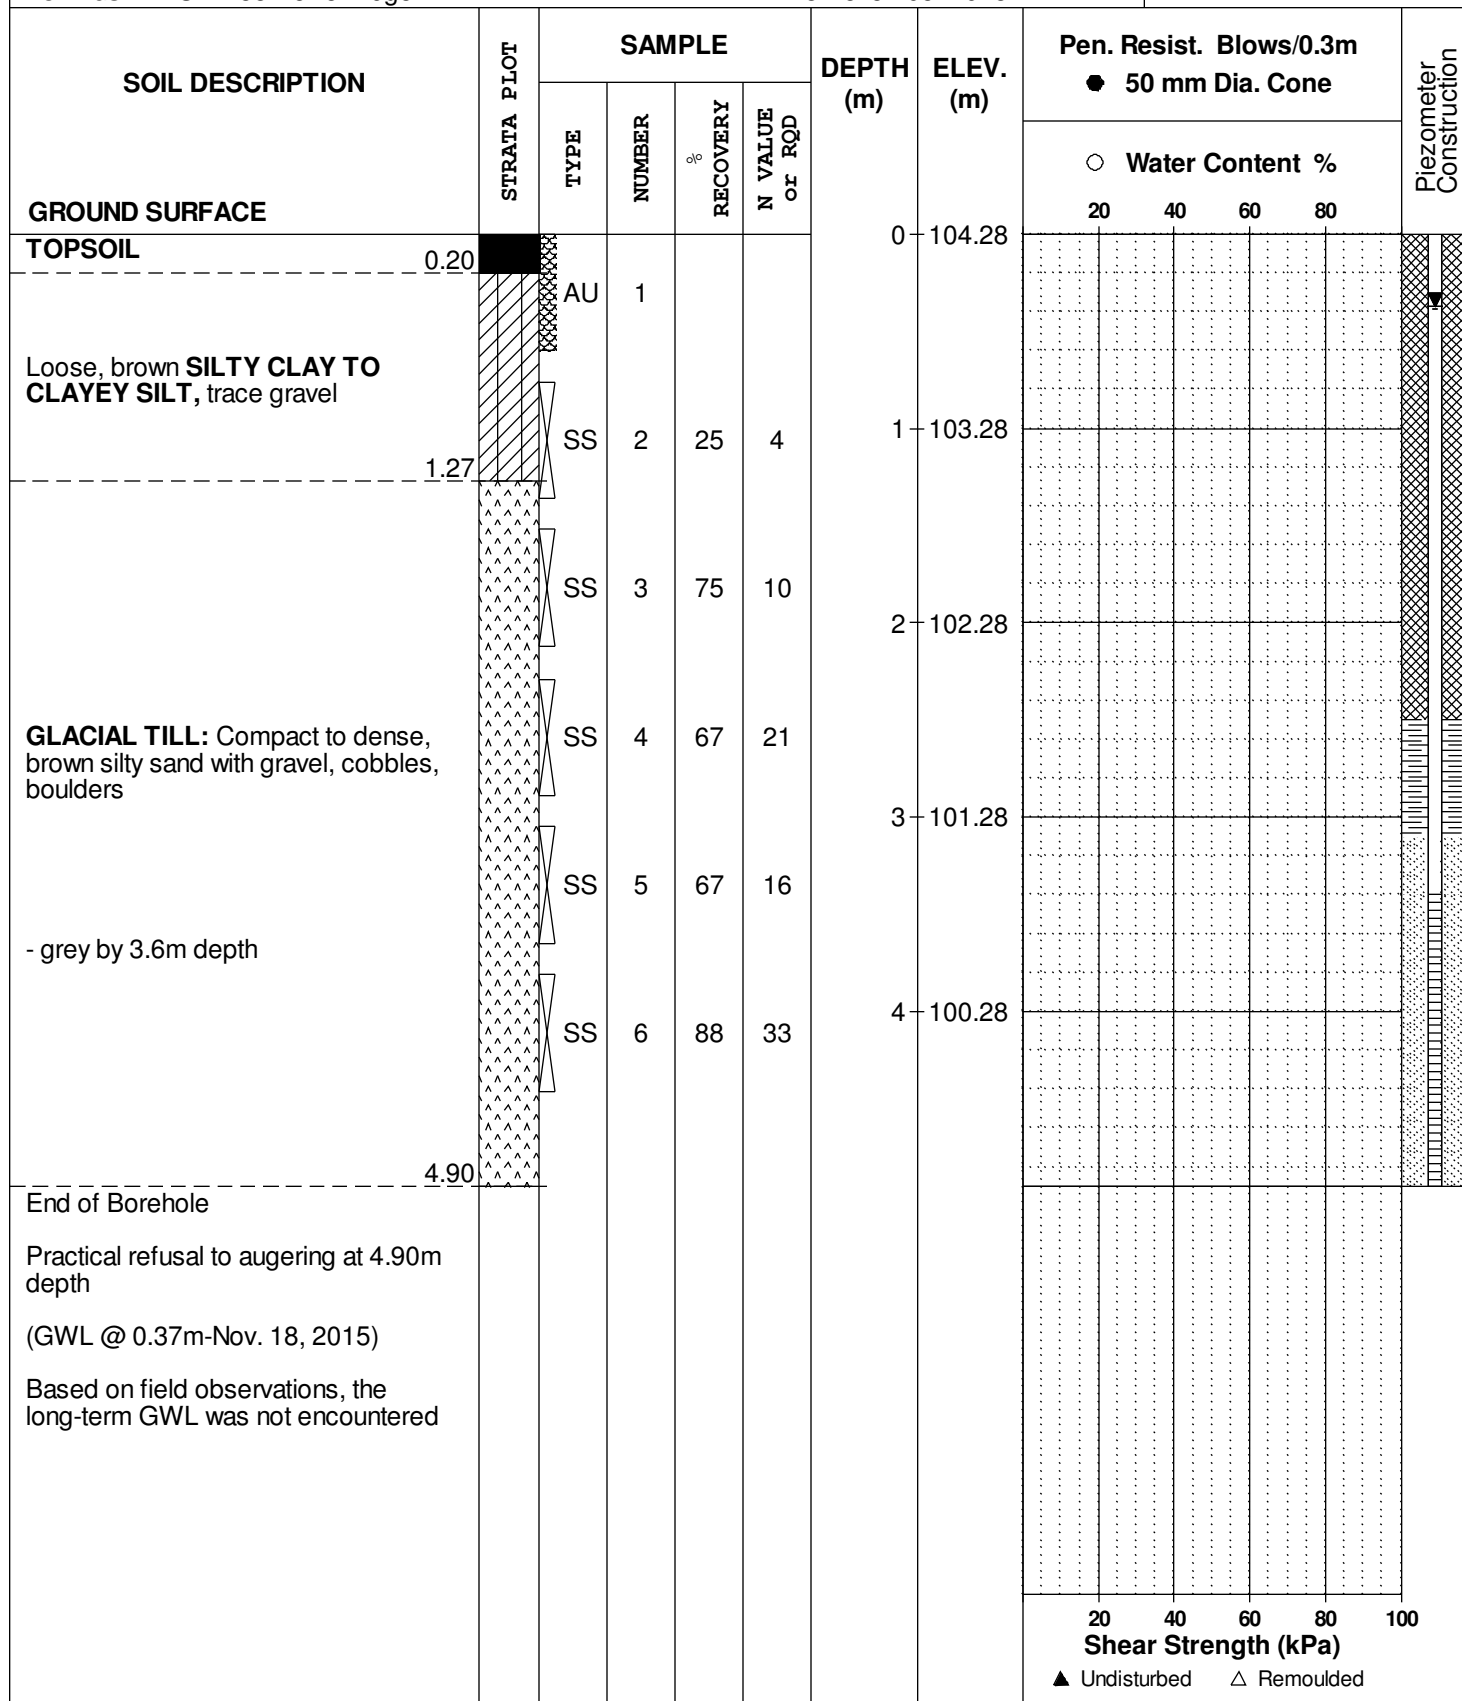 SOIL DESCRIPTION
GROUND SURFACE
STRATA PLOT
SAMPLE
TYPE
NUMBER
% RECOVERY
N VALUE or RQD
DEPTH (m)
ELEV. (m)
Pen. Resist. Blows/0.3m
● 50 mm Dia. Cone
○ Water Content %
20 40 60 80
Piezometer Construction
TOPSOIL
0.20
0 104.28
AU 1
Loose, brown SILTY CLAY TO
CLAYEY SILT, trace gravel
1 103.28
SS 2 25 4
1.27
SS 3 75 10
2 102.28
GLACIAL TILL: Compact to dense,
brown silty sand with gravel, cobbles,
boulders
SS 4 67 21
3 101.28
SS 5 67 16
- grey by 3.6m depth
4 100.28
SS 6 88 33
4.90
End of Borehole
Practical refusal to augering at 4.90m
depth
(GWL @ 0.37m-Nov. 18, 2015)
Based on field observations, the
long-term GWL was not encountered
20 40 60 80 100
Shear Strength (kPa)
▲ Undisturbed △ Remoulded